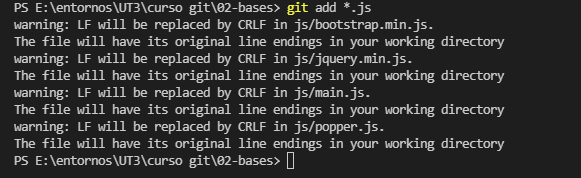 PS E:\entornos\UT3\curso git\02-bases> git add *.js
warning: LF will be replaced by CRLF in js/bootstrap.min.js.
The file will have its original line endings in your working directory
warning: LF will be replaced by CRLF in js/jquery.min.js.
The file will have its original line endings in your working directory
warning: LF will be replaced by CRLF in js/main.js.
The file will have its original line endings in your working directory
warning: LF will be replaced by CRLF in js/popper.js.
The file will have its original line endings in your working directory
PS E:\entornos\UT3\curso git\02-bases>